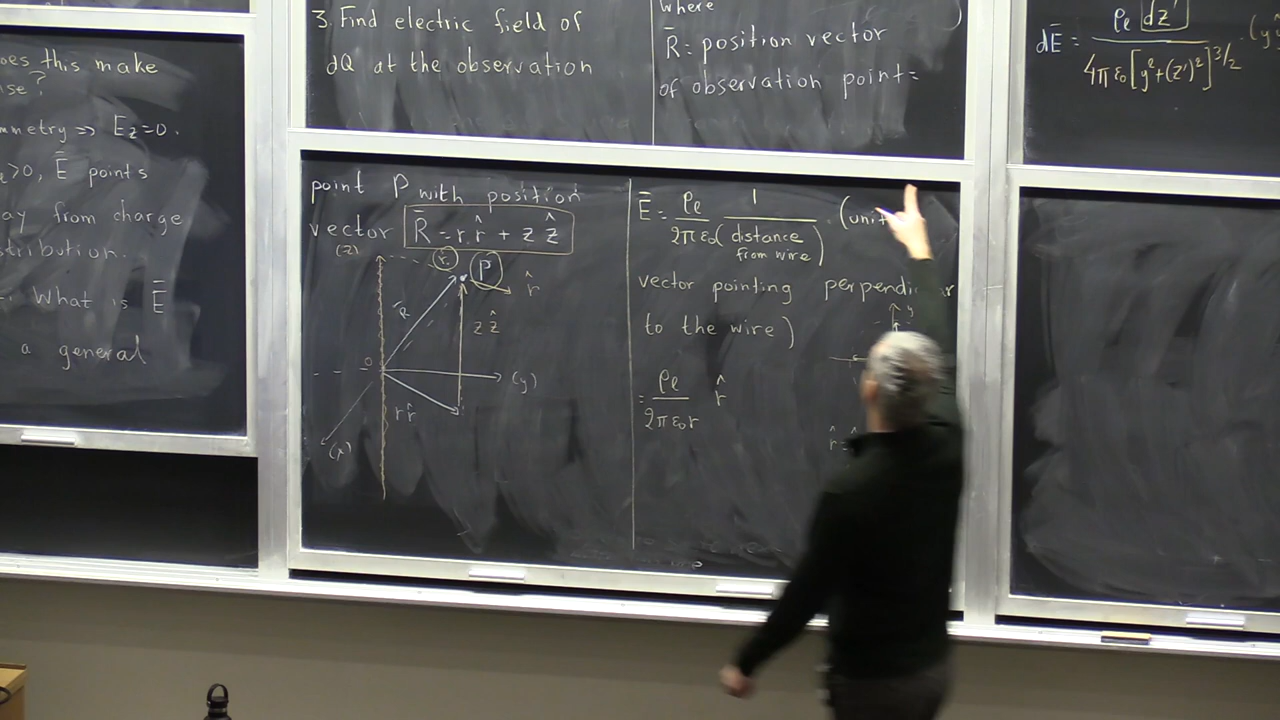 oes this make
se?
mmetry ⇒ Ez=0.
>0, E̅ points
ay from charge
stribution.
What is E̅
a general
3. Find electric field of
dQ at the observation
where
R̅: position vector
of observation point:
dE̅ = ρℓ dz' / 4πε₀[y²+(z')²]^3/2 · (y
point P with position
vector R̅ = r r̂ + z ẑ
(z)
r
P
r̂
R̅
z ẑ
O
(y)
r r̂
(x)
E̅ = ρℓ / 2πε₀ · 1 / (distance from wire) · (unit
vector pointing perpendicular
to the wire)
y
= ρℓ / 2πε₀r r̂
r̂ =